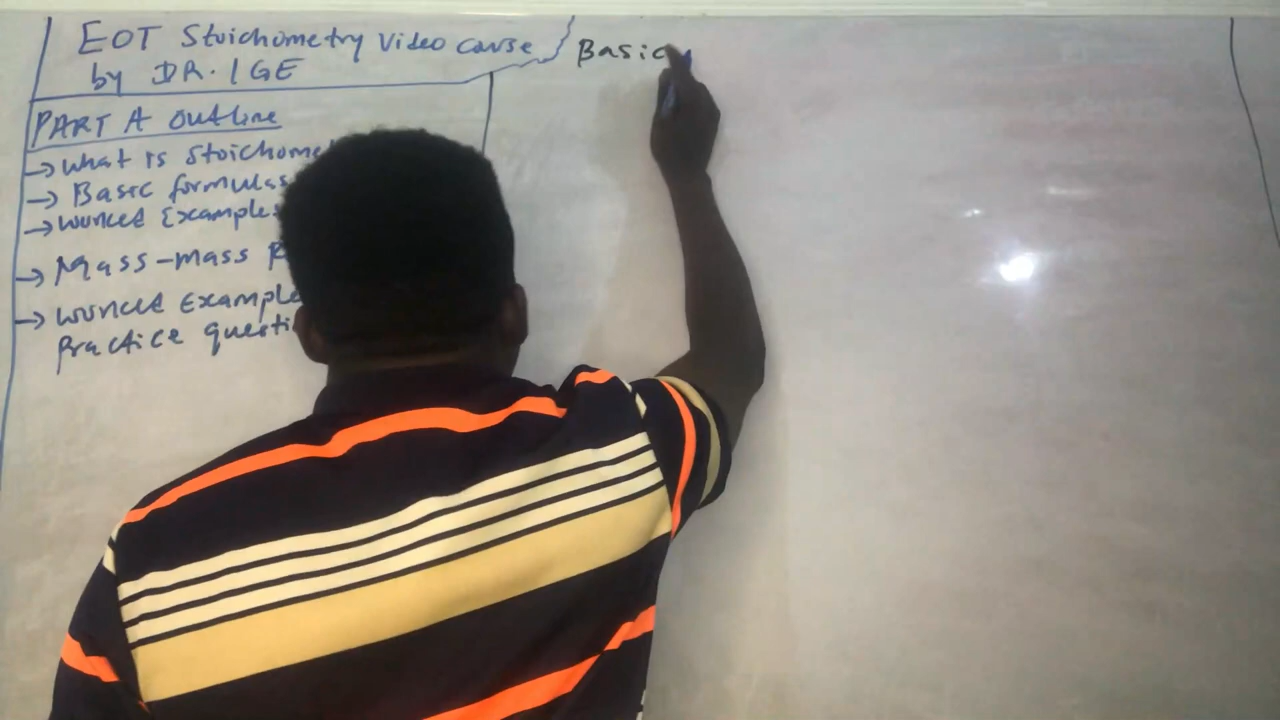 EOT Stoichometry Video Course
by DR. IGE
PART A Outline
→ What is Stoichome
→ Basic formulas
→ Worked Examples
→ Mass-mass
→ Worked Example
Practice questi
Basic